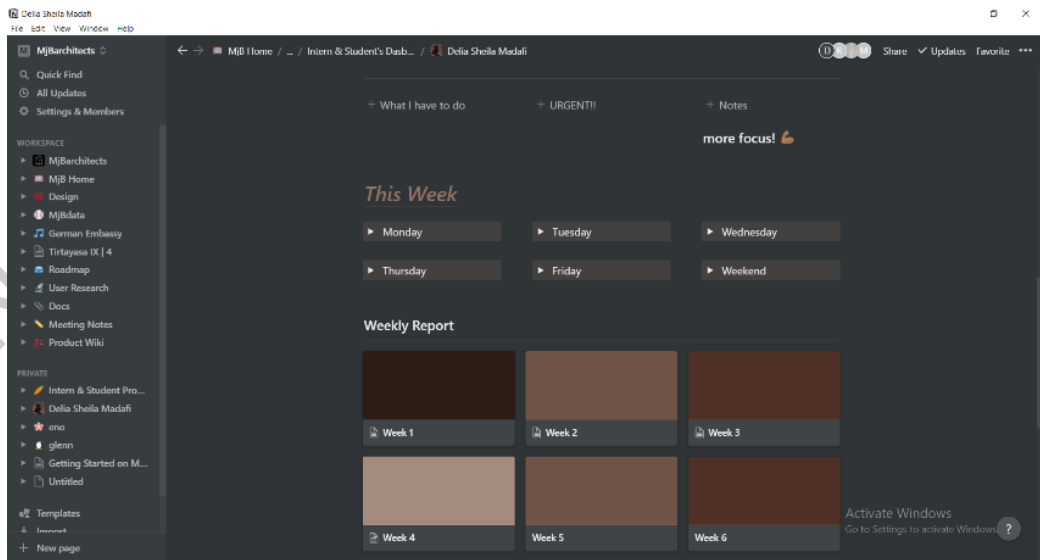 Delia Sheila Madafi
File Edit View Window Help
MjBarchitects
MjB Home / ... / Intern & Student's Dasb... / Delia Sheila Madafi
Share Updates Favorite
Quick Find
All Updates
Settings & Members
WORKSPACE
MjBarchitects
MjB Home
Design
MjBdata
German Embassy
Tirtayasa IX | 4
Roadmap
User Research
Docs
Meeting Notes
Product Wiki
PRIVATE
Intern & Student Pro...
Delia Sheila Madafi
eno
glenn
Getting Started on M...
Untitled
Templates
Import
New page
+ What I have to do
+ URGENT!!
+ Notes
more focus! 💪🏽
This Week
Monday
Tuesday
Wednesday
Thursday
Friday
Weekend
Weekly Report
Week 1
Week 2
Week 3
Week 4
Week 5
Week 6
Activate Windows
Go to Settings to activate Windows.
?